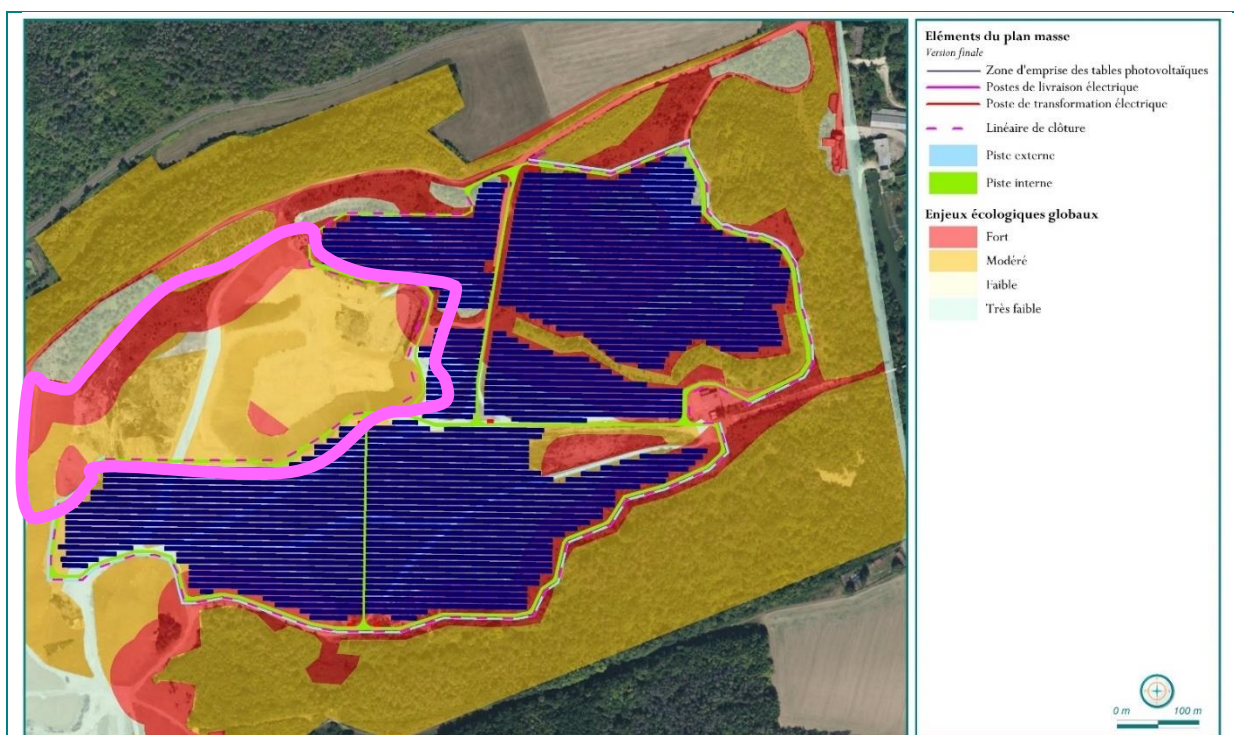 Eléments du plan masse
Version finale
Zone d'emprise des tables photovoltaïques
Postes de livraison électrique
Poste de transformation électrique
Linéaire de clôture
Piste externe
Piste interne
Enjeux écologiques globaux
Fort
Modéré
Faible
Très faible
0 m 100 m